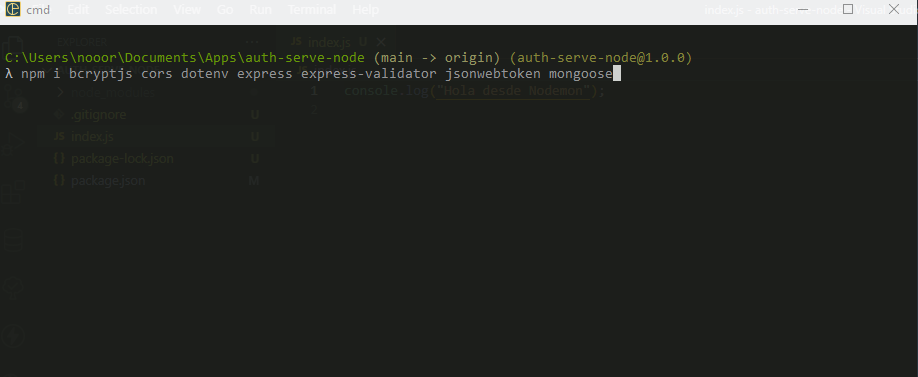 cmd Edit Selection View Go Run Terminal Help index.js - auth-serve-node
index.js U
C:\Users\nooor\Documents\Apps\auth-serve-node (main -> origin) (auth-serve-node@1.0.0)
λ npm i bcryptjs cors dotenv express express-validator jsonwebtoken mongoose
node_modules
1 console.log("Hola desde Nodemon");
2
4
.gitignore U
JS index.js U
{} package-lock.json U
{} package.json M